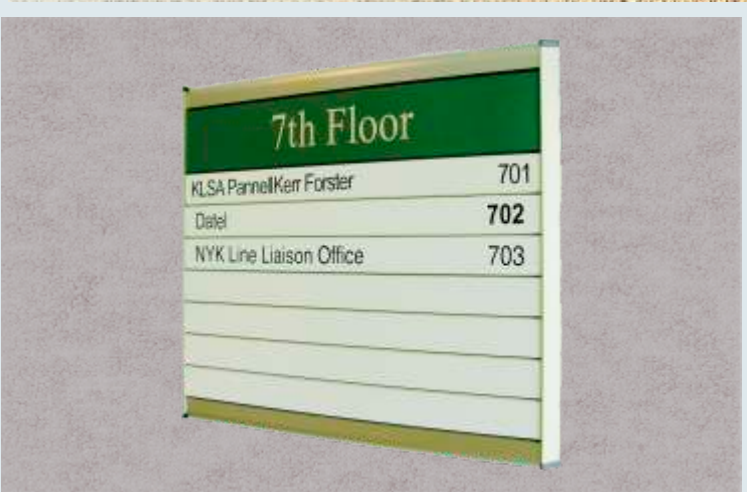 7th Floor
KLSA PannellKerr Forster 701
Datel 702
NYK Line Liaison Office 703